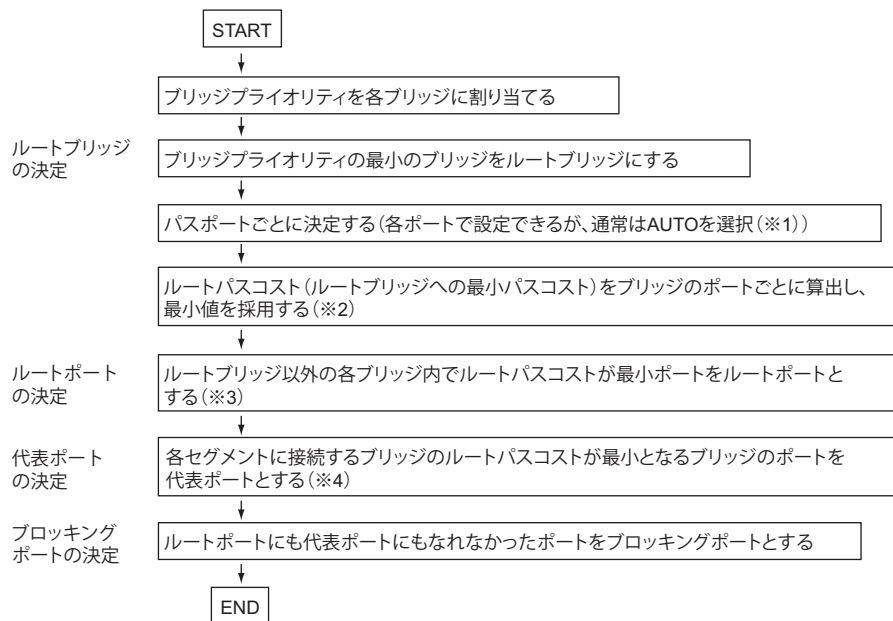 START
ブリッジプライオリティを各ブリッジに割り当てる
ルートブリッジ
の決定
ブリッジプライオリティの最小のブリッジをルートブリッジにする
パスポートごとに決定する(各ポートで設定できるが、通常はAUTOを選択(※1))
ルートパスコスト(ルートブリッジへの最小パスコスト)をブリッジのポートごとに算出し、
最小値を採用する(※2)
ルートポート
の決定
ルートブリッジ以外の各ブリッジ内でルートパスコストが最小ポートをルートポートと
する(※3)
代表ポート
の決定
各セグメントに接続するブリッジのルートパスコストが最小となるブリッジのポートを
代表ポートとする(※4)
ブロッキング
ポートの決定
ルートポートにも代表ポートにもなれなかったポートをブロッキングポートとする
END